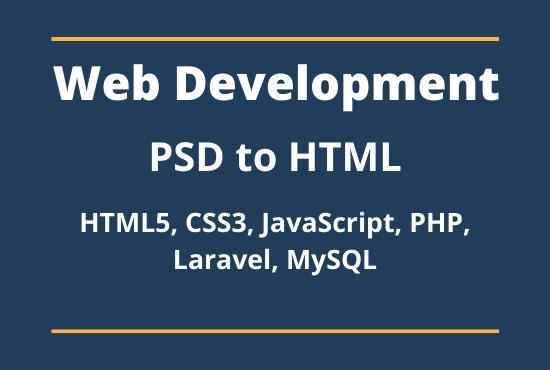 Web Development
PSD to HTML
HTML5, CSS3, JavaScript, PHP,
Laravel, MySQL